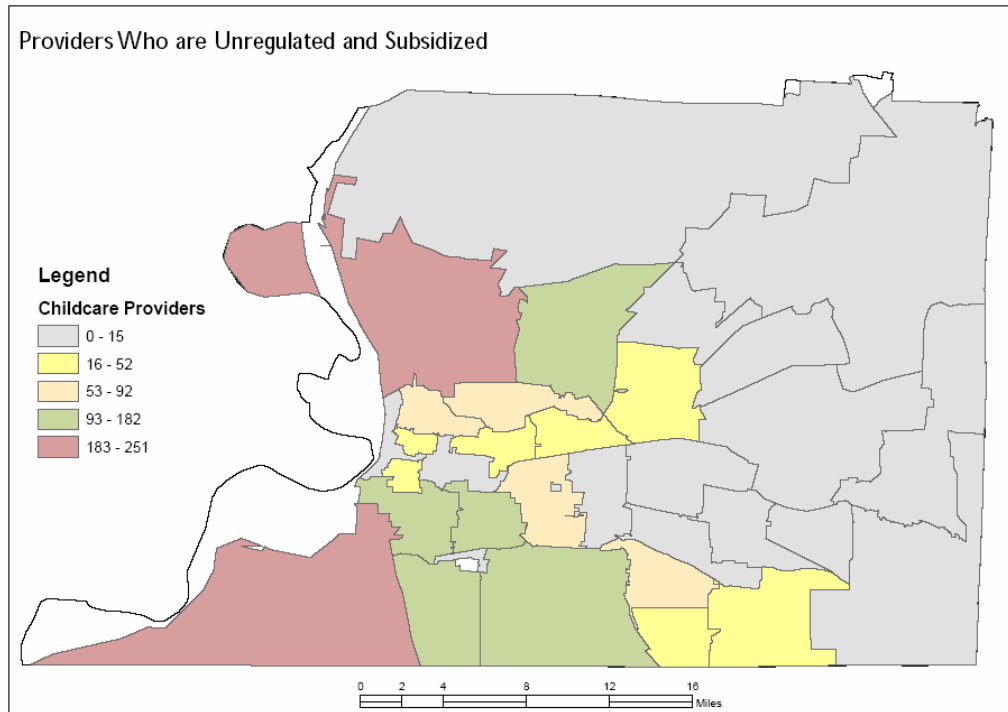 Providers Who are Unregulated and Subsidized
Legend
Childcare Providers
0 - 15
16 - 52
53 - 92
93 - 182
183 - 251
0 2 4 8 12 16
Miles